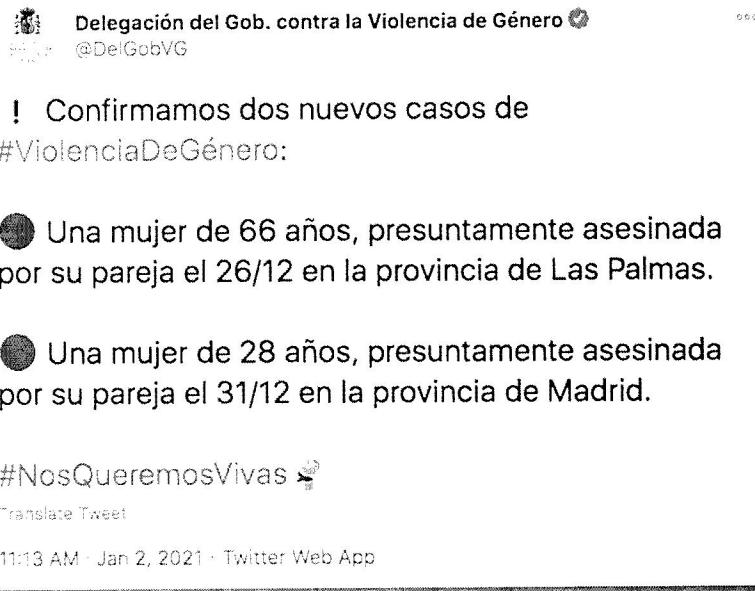 Delegación del Gob. contra la Violencia de Género
@DelGobVG
! Confirmamos dos nuevos casos de
#ViolenciaDeGénero:
Una mujer de 66 años, presuntamente asesinada
por su pareja el 26/12 en la provincia de Las Palmas.
Una mujer de 28 años, presuntamente asesinada
por su pareja el 31/12 en la provincia de Madrid.
#NosQueremosVivas
Translate Tweet
11:13 AM · Jan 2, 2021 · Twitter Web App